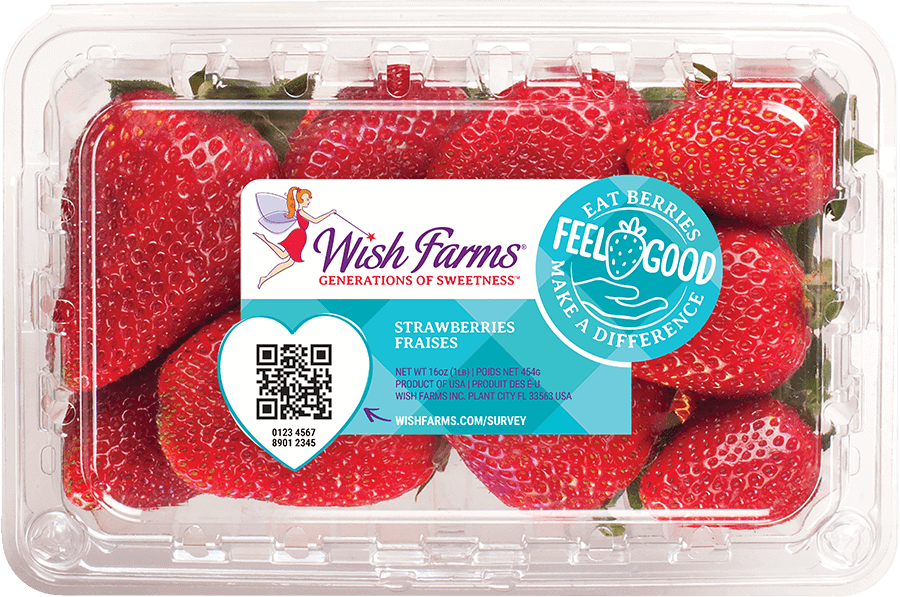 Wish Farms®
GENERATIONS OF SWEETNESS™
EAT BERRIES
FEEL GOOD
MAKE A DIFFERENCE
STRAWBERRIES
FRAISES
NET WT 16oz (1LB) | POIDS NET 454g
PRODUCT OF USA | PRODUIT DES É-U
WISH FARMS INC. PLANT CITY FL 33563 USA
WISHFARMS.COM/SURVEY
0123 4567
8901 2345